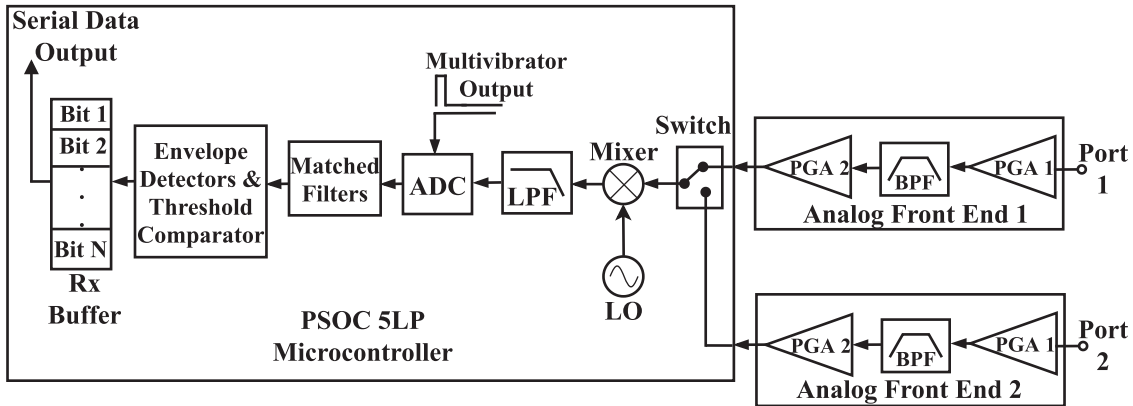 Serial Data
Output
Bit 1
Bit 2
Bit N
Rx
Buffer
Envelope
Detectors &
Threshold
Comparator
Matched
Filters
Multivibrator
Output
ADC
LPF
Mixer
LO
Switch
PSOC 5LP
Microcontroller
PGA 2
BPF
PGA 1
Port
1
Analog Front End 1
PGA 2
BPF
PGA 1
Port
2
Analog Front End 2